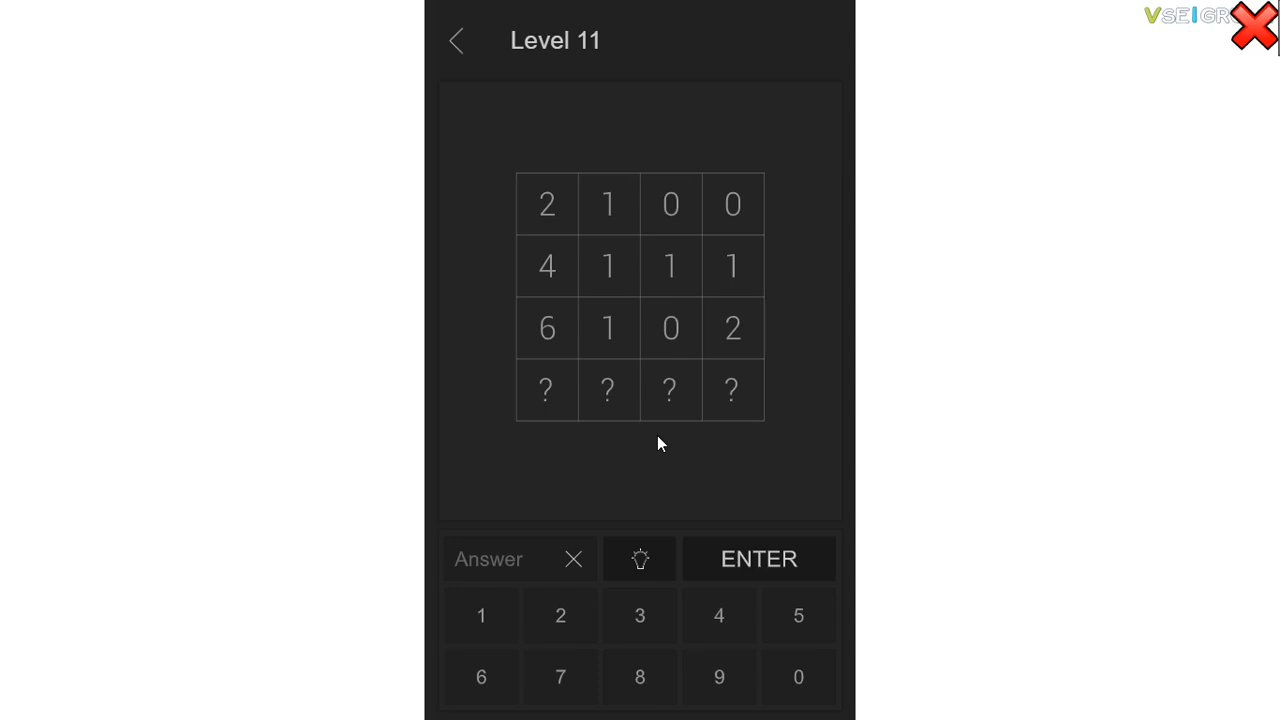 VSEIGR
Level 11
2 1 0 0
4 1 1 1
6 1 0 2
? ? ? ?
Answer ENTER
1 2 3 4 5
6 7 8 9 0